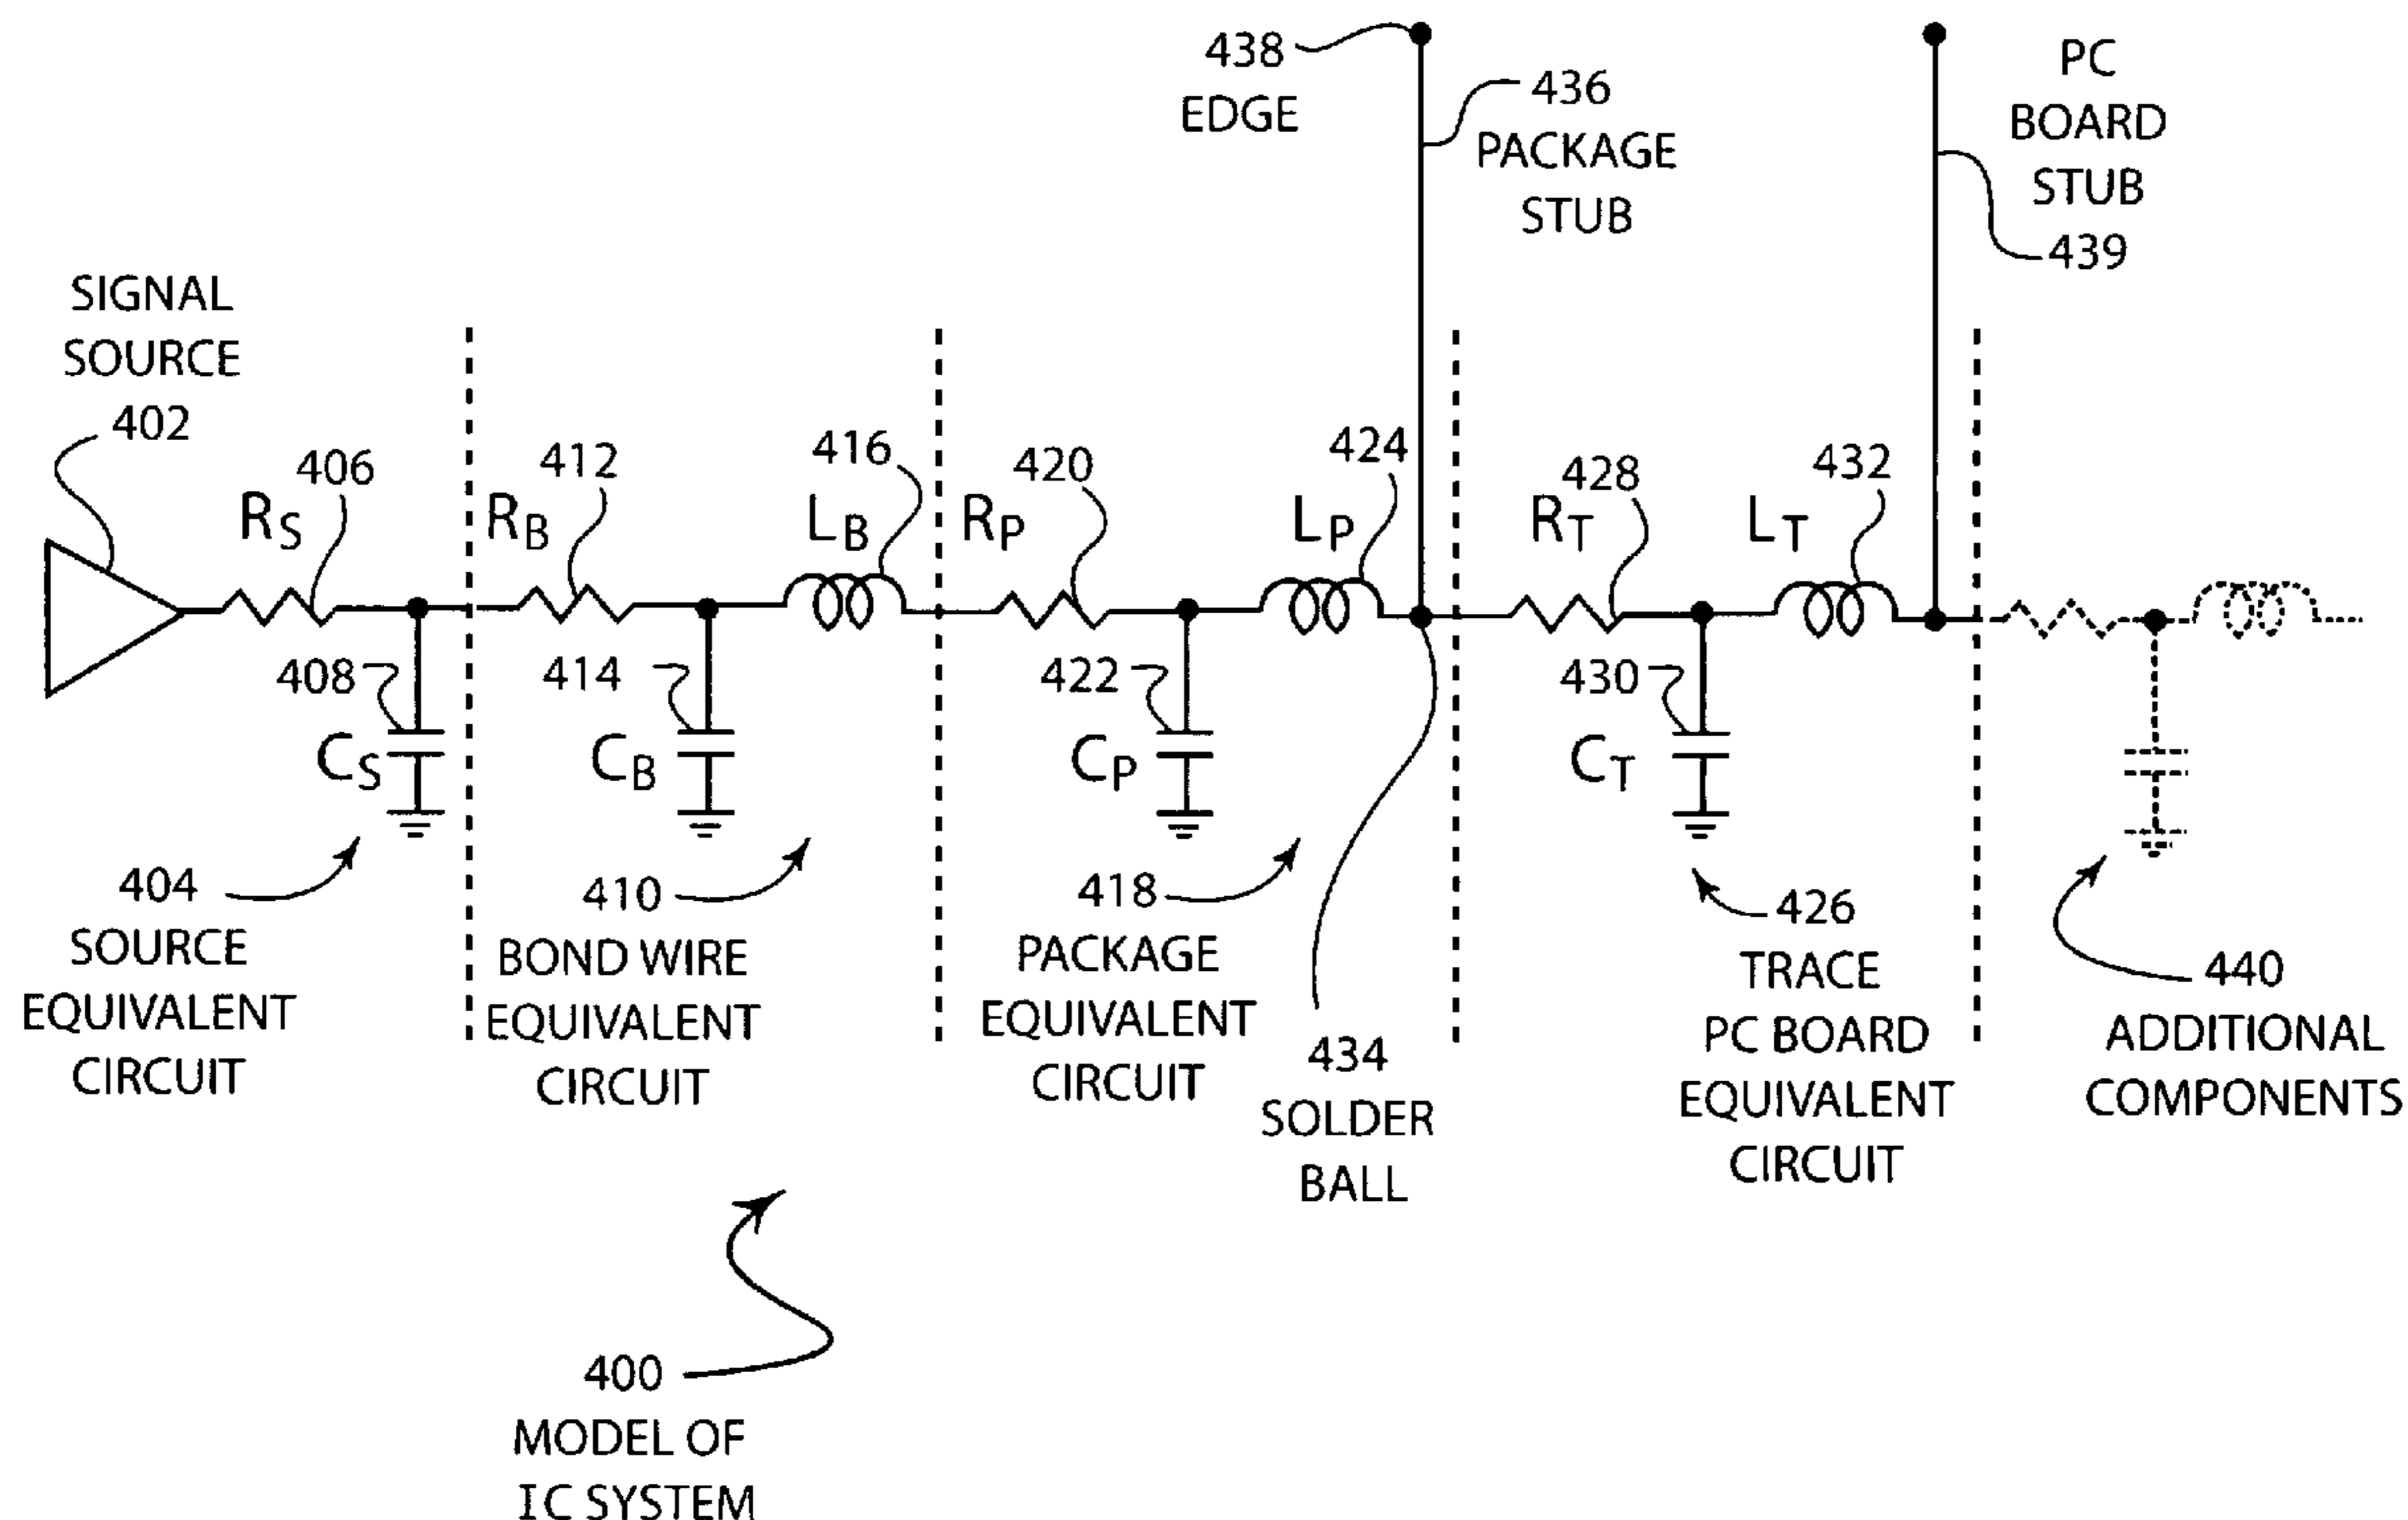 438
EDGE
436
PACKAGE
STUB
PC
BOARD
STUB
439
SIGNAL
SOURCE
402
406
RS
412
RB
416
LB
420
RP
424
LP
428
RT
432
LT
408
CS
414
CB
422
CP
430
CT
404
SOURCE
EQUIVALENT
CIRCUIT
410
BOND WIRE
EQUIVALENT
CIRCUIT
418
PACKAGE
EQUIVALENT
CIRCUIT
434
SOLDER
BALL
426
TRACE
PC BOARD
EQUIVALENT
CIRCUIT
440
ADDITIONAL
COMPONENTS
400
MODEL OF
IC SYSTEM